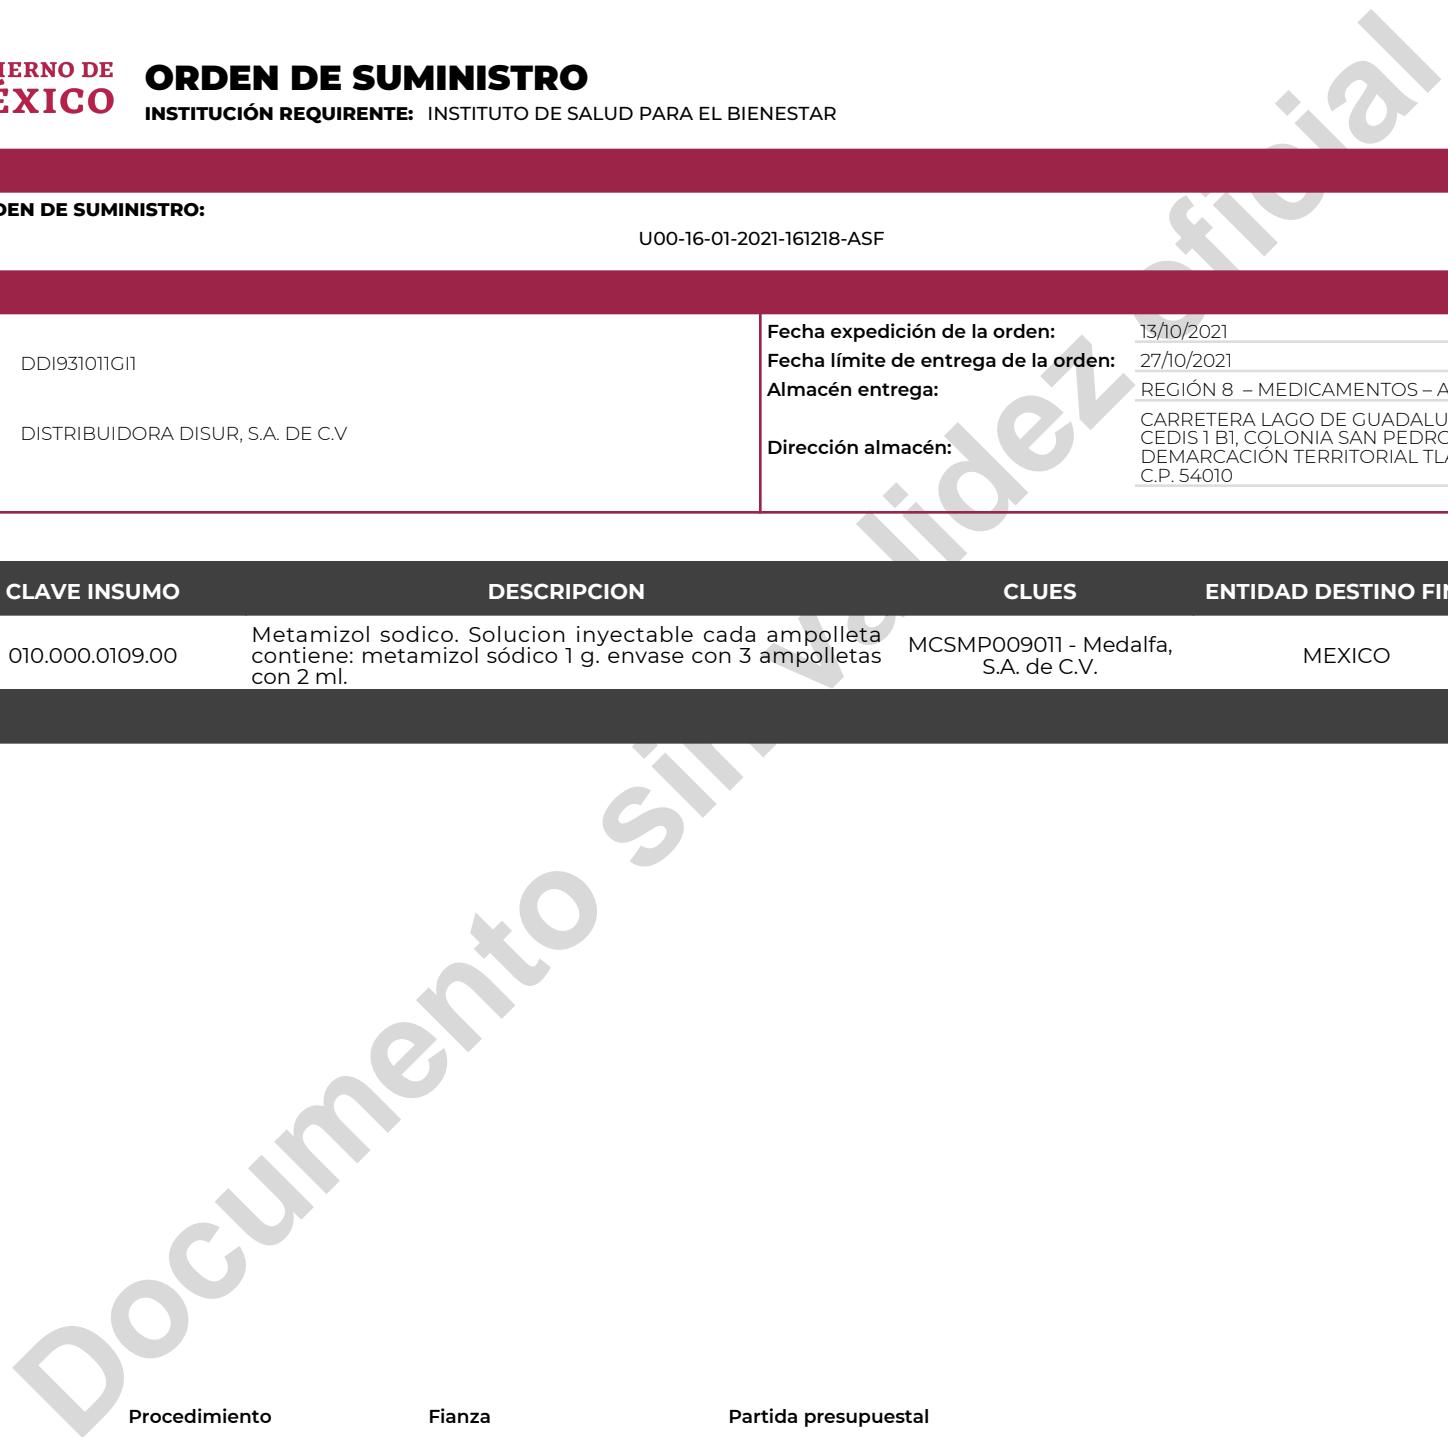 IERNO DE
ÉXICO
ORDEN DE SUMINISTRO
INSTITUCIÓN REQUIRENTE: INSTITUTO DE SALUD PARA EL BIENESTAR
DEN DE SUMINISTRO:
U00-16-01-2021-161218-ASF
DDI931011GI1
DISTRIBUIDORA DISUR, S.A. DE C.V
Fecha expedición de la orden: 13/10/2021
Fecha límite de entrega de la orden: 27/10/2021
Almacén entrega: REGIÓN 8 – MEDICAMENTOS – A
Dirección almacén: CARRETERA LAGO DE GUADALU
CEDIS 1 B1, COLONIA SAN PEDRO
DEMARCACIÓN TERRITORIAL TLA
C.P. 54010
CLAVE INSUMO DESCRIPCION CLUES ENTIDAD DESTINO FIN
010.000.0109.00
Metamizol sodico. Solucion inyectable cada ampolleta
contiene: metamizol sódico 1 g. envase con 3 ampolletas
con 2 ml.
MCSMP009011 - Medalfa,
S.A. de C.V.
MEXICO
Documento sin validez oficial
Procedimiento Fianza Partida presupuestal